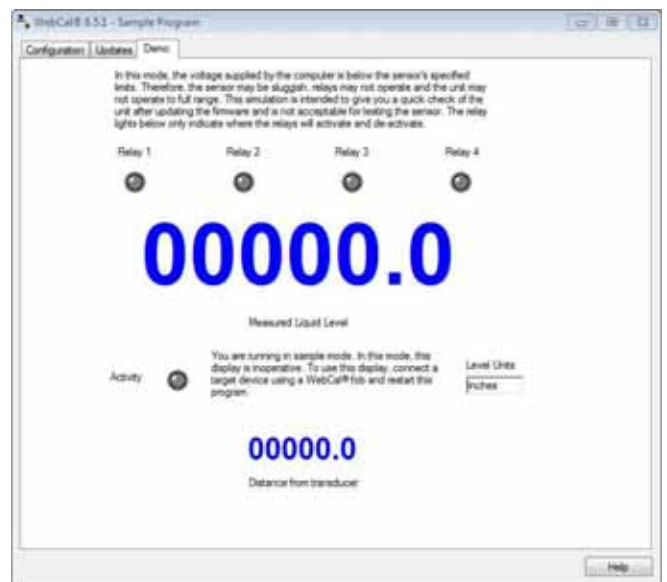 WebCal® 6.5.1 - Sample Program
Configuration Updates Demo
In this mode, the voltage supplied by the computer is below the sensor's specified
limits. Therefore, the sensor may be sluggish, relays may not operate and the unit may
not operate to full range. This simulation is intended to give you a quick check of the
unit after updating the firmware and is not acceptable for testing the sensor. The relay
lights below only indicate where the relays will activate and de-activate.
Relay 1 Relay 2 Relay 3 Relay 4
00000.0
Measured Liquid Level
You are running in sample mode. In this mode, this
display is inoperative. To use this display, connect a
target device using a WebCal® fob and restart this
program.
Activity
Level Units
Inches
00000.0
Distance from transducer
Help